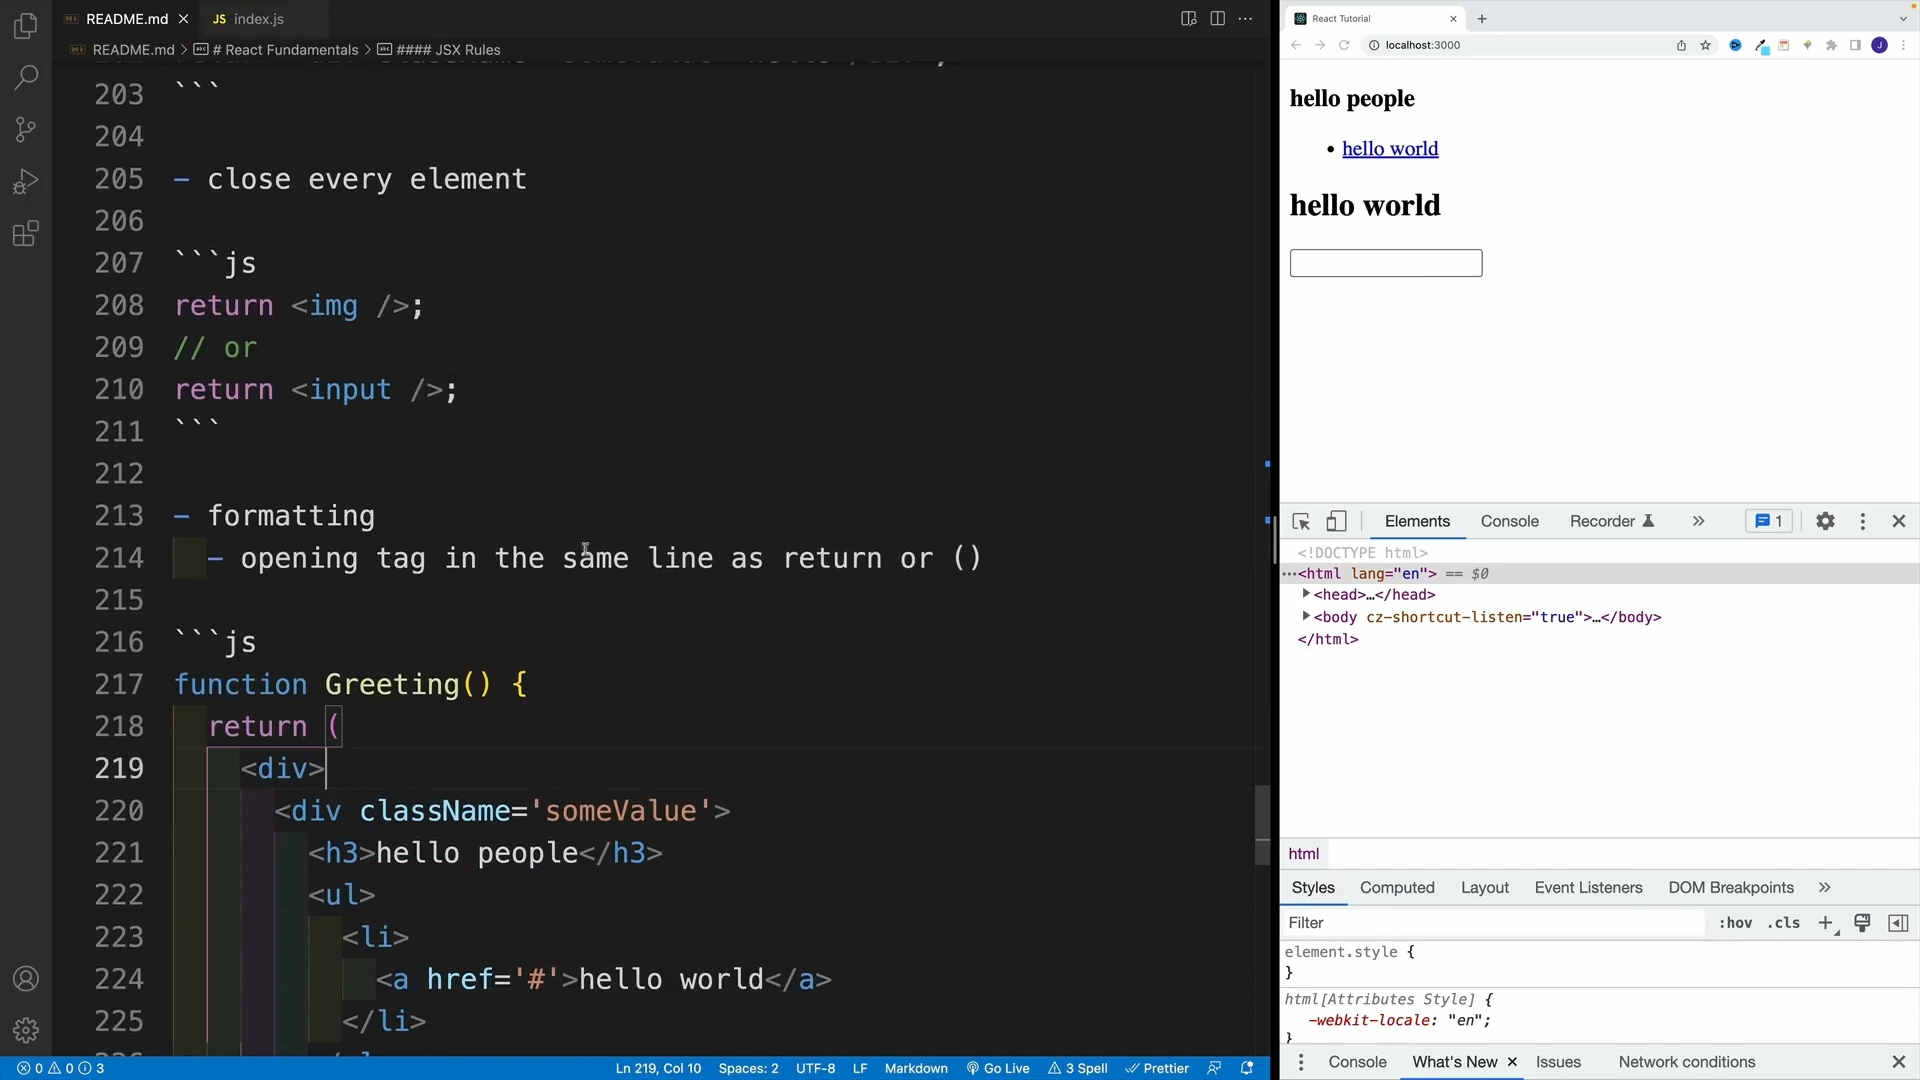 README.md
JS index.js
README.md > # React Fundamentals > #### JSX Rules
203 ```
204
205 - close every element
206
207 ```js
208 return <img />;
209 // or
210 return <input />;
211 ```
212
213 - formatting
214 - opening tag in the same line as return or ()
215
216 ```js
217 function Greeting() {
218 return (
219 <div>
220 <div className='someValue'>
221 <h3>hello people</h3>
222 <ul>
223 <li>
224 <a href='#'>hello world</a>
225 </li>
0 0 3
Ln 219, Col 10 Spaces: 2 UTF-8 LF Markdown Go Live 3 Spell Prettier
React Tutorial
localhost:3000
J
hello people
hello world
hello world
Elements Console Recorder 1
<!DOCTYPE html>
<html lang="en"> == $0
<head>…</head>
<body cz-shortcut-listen="true">…</body>
</html>
html
Styles Computed Layout Event Listeners DOM Breakpoints
Filter :hov .cls
element.style {
}
html[Attributes Style] {
-webkit-locale: "en";
}
Console What's New Issues Network conditions